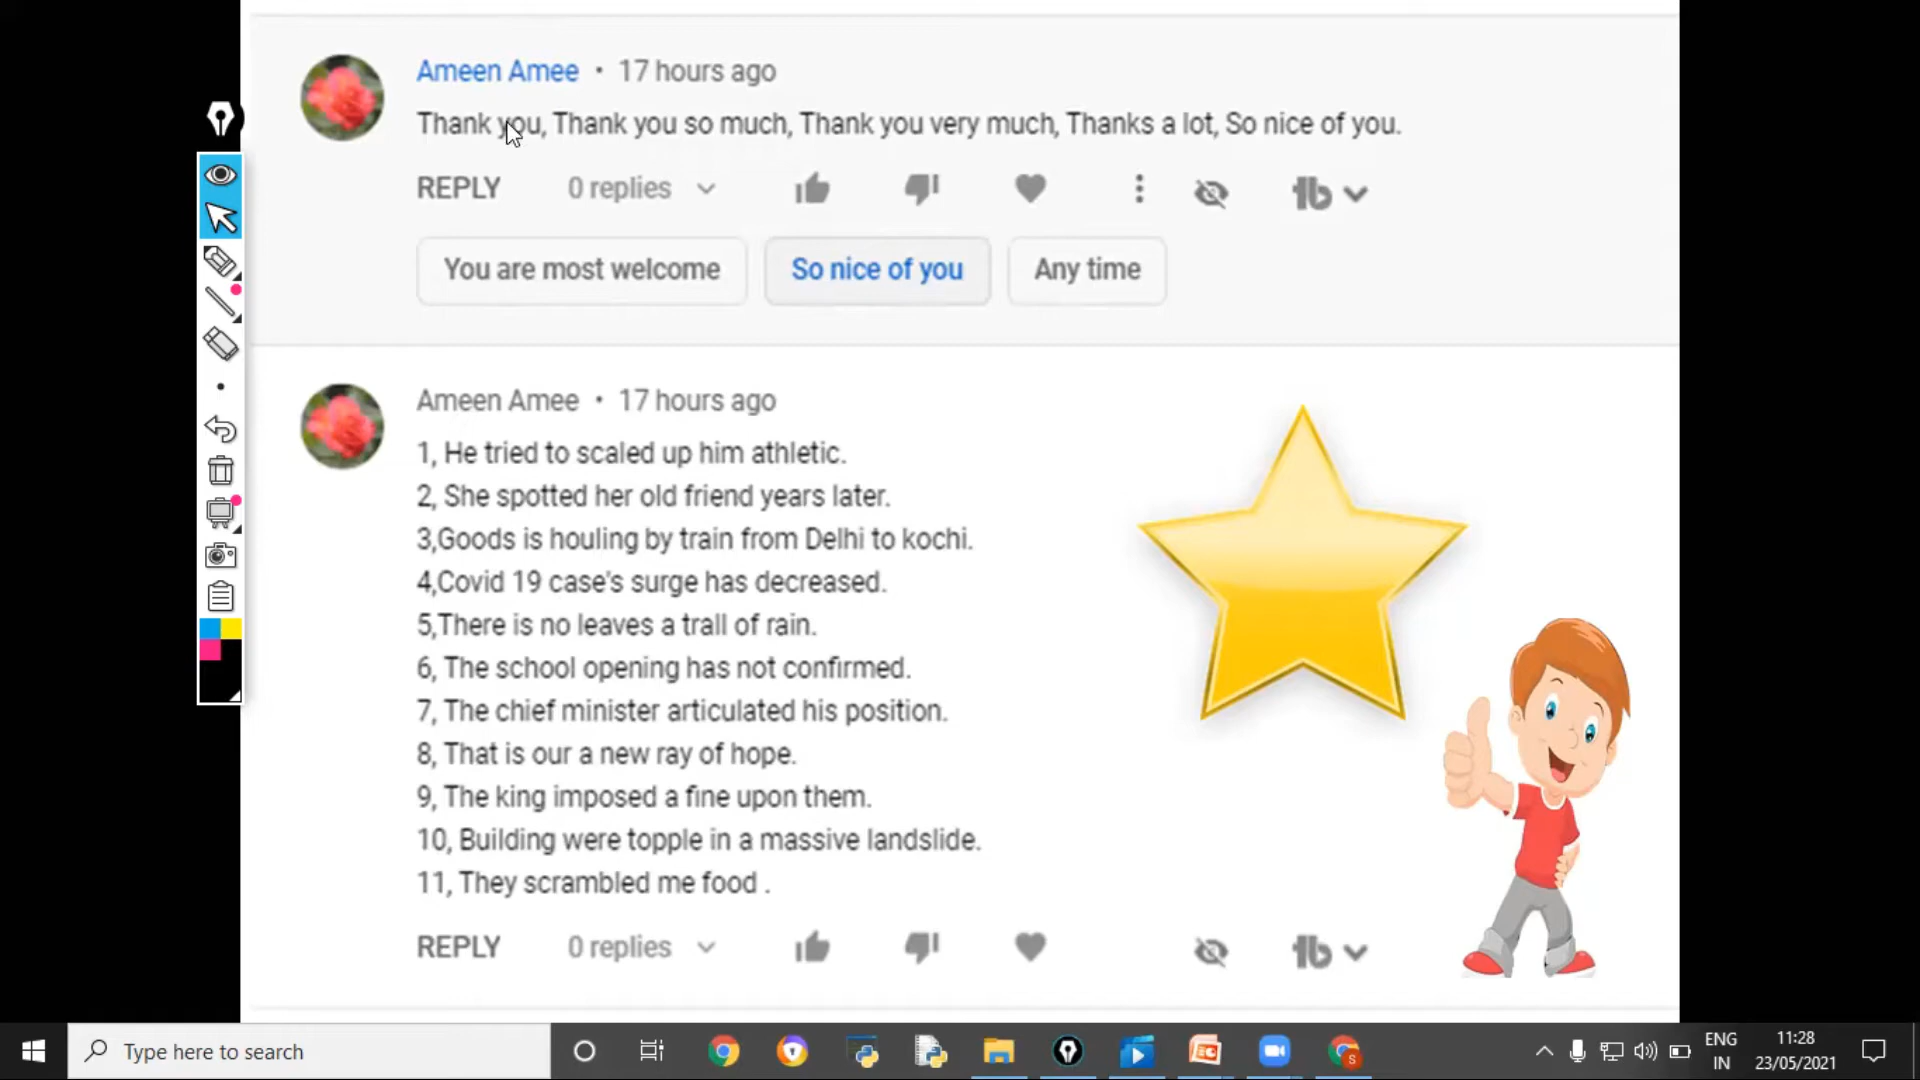 Ameen Amee • 17 hours ago
Thank you, Thank you so much, Thank you very much, Thanks a lot, So nice of you.
REPLY 0 replies
You are most welcome So nice of you Any time
Ameen Amee • 17 hours ago
1, He tried to scaled up him athletic.
2, She spotted her old friend years later.
3,Goods is houling by train from Delhi to kochi.
4,Covid 19 case's surge has decreased.
5,There is no leaves a trall of rain.
6, The school opening has not confirmed.
7, The chief minister articulated his position.
8, That is our a new ray of hope.
9, The king imposed a fine upon them.
10, Building were topple in a massive landslide.
11, They scrambled me food .
REPLY 0 replies
Type here to search
ENG 11:28
IN 23/05/2021